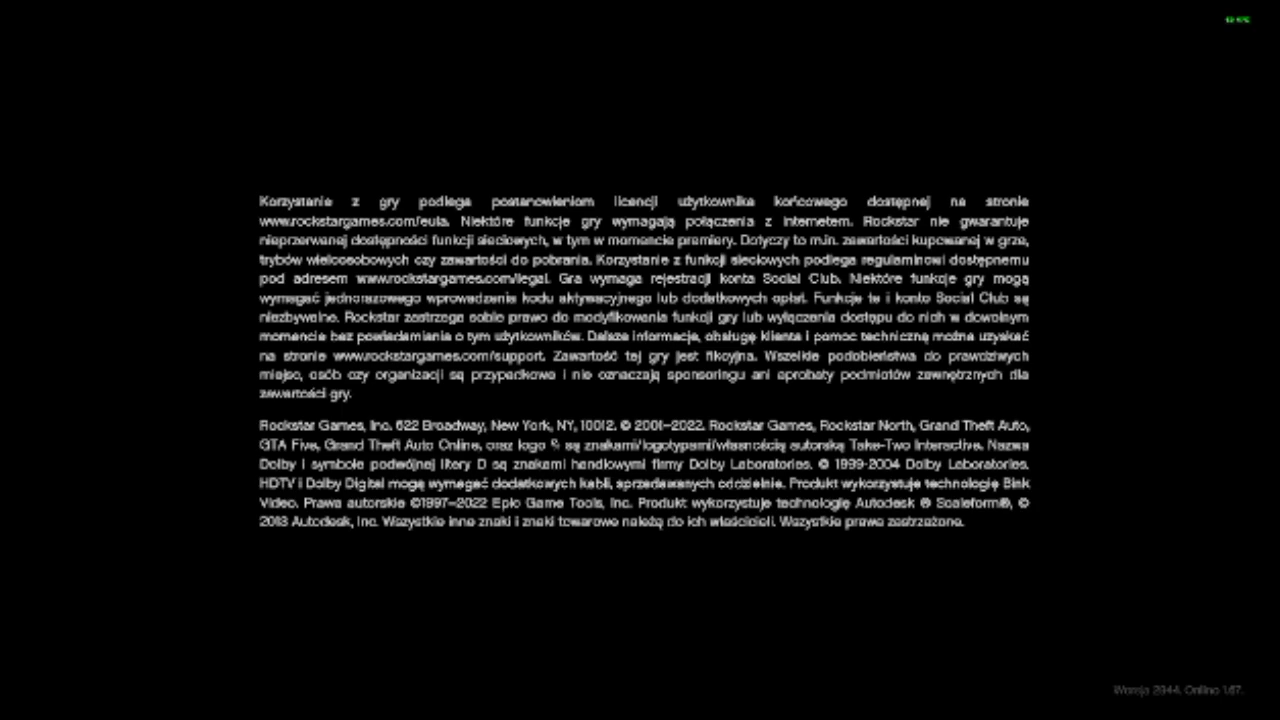 Korzystanie z gry podlega postanowieniom licencji użytkownika końcowego dostępnej na stronie
www.rockstargames.com/eula. Niektóre funkcje gry wymagają połączenia z Internetem. Rockstar nie gwarantuje
nieprzerwanej dostępności funkcji sieciowych, w tym w momencie premiery. Dotyczy to m.in. zawartości kupowanej w grze,
trybów wieloosobowych czy zawartości do pobrania. Korzystanie z funkcji sieciowych podlega regulaminowi dostępnemu
pod adresem www.rockstargames.com/legal. Gra wymaga rejestracji konta Social Club. Niektóre funkcje gry mogą
wymagać jednorazowego wprowadzenia kodu aktywacyjnego lub dodatkowych opłat. Funkcje te i konto Social Club są
niezbywalne. Rockstar zastrzega sobie prawo do modyfikowania funkcji gry lub wyłączenia dostępu do nich w dowolnym
momencie bez powiadamiania o tym użytkowników. Dalsze informacje, obsługę klienta i pomoc techniczną można uzyskać
na stronie www.rockstargames.com/support. Zawartość tej gry jest fikcyjna. Wszelkie podobieństwa do prawdziwych
miejsc, osób czy organizacji są przypadkowe i nie oznaczają sponsoringu ani aprobaty podmiotów zewnętrznych dla
zawartości gry.
Rockstar Games, Inc. 622 Broadway, New York, NY, 10012. © 2001–2022. Rockstar Games, Rockstar North, Grand Theft Auto,
GTA Five, Grand Theft Auto Online, oraz logo są znakami/logotypami/własnością autorską Take-Two Interactive. Nazwa
Dolby i symbole podwójnej litery D są znakami handlowymi firmy Dolby Laboratories. © 1999-2004 Dolby Laboratories.
HDTV i Dolby Digital mogą wymagać dodatkowych kabli, sprzedawanych oddzielnie. Produkt wykorzystuje technologię Bink
Video. Prawa autorskie ©1997–2022 Epic Game Tools, Inc. Produkt wykorzystuje technologię Autodesk ® Scaleform®, ©
2013 Autodesk, Inc. Wszystkie inne znaki i znaki towarowe należą do ich właścicieli. Wszystkie prawa zastrzeżone.
Wersja 2944. Online 1.67.